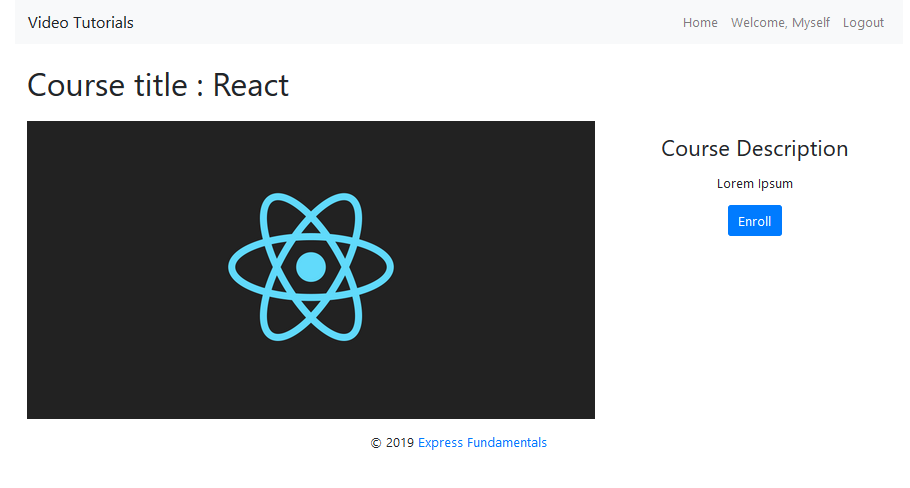 Video Tutorials Home Welcome, Myself Logout
Course title : React
Course Description
Lorem Ipsum
Enroll
© 2019 Express Fundamentals